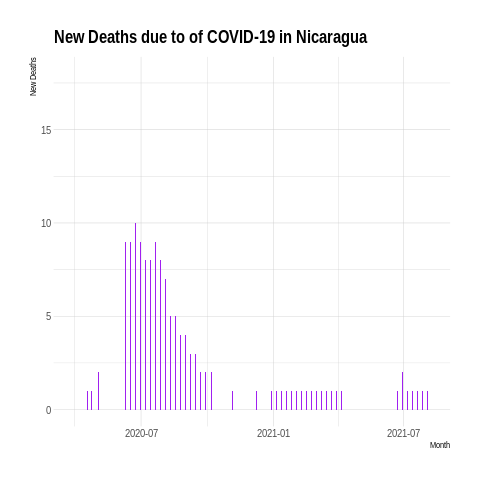 New Deaths due to of COVID-19 in Nicaragua
New Deaths
15
10
5
0
2020-07
2021-01
2021-07
Month